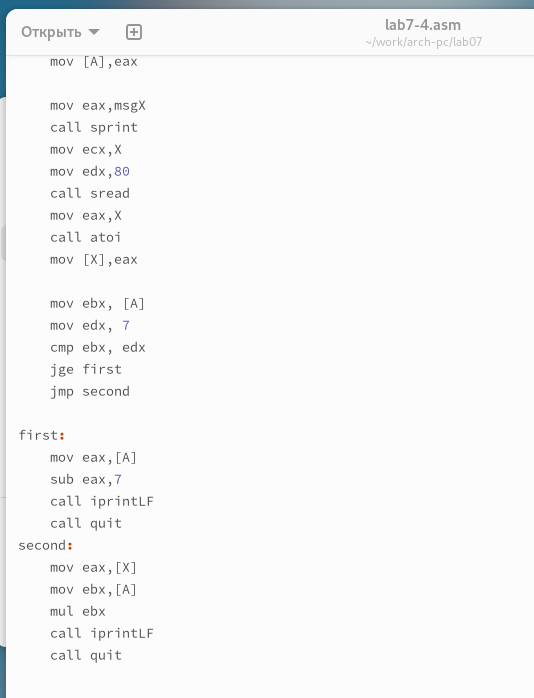 Открыть
lab7-4.asm
~/work/arch-pc/lab07
mov [A],eax
mov eax,msgX
call sprint
mov ecx,X
mov edx,80
call sread
mov eax,X
call atoi
mov [X],eax
mov ebx, [A]
mov edx, 7
cmp ebx, edx
jge first
jmp second
first:
mov eax,[A]
sub eax,7
call iprintLF
call quit
second:
mov eax,[X]
mov ebx,[A]
mul ebx
call iprintLF
call quit